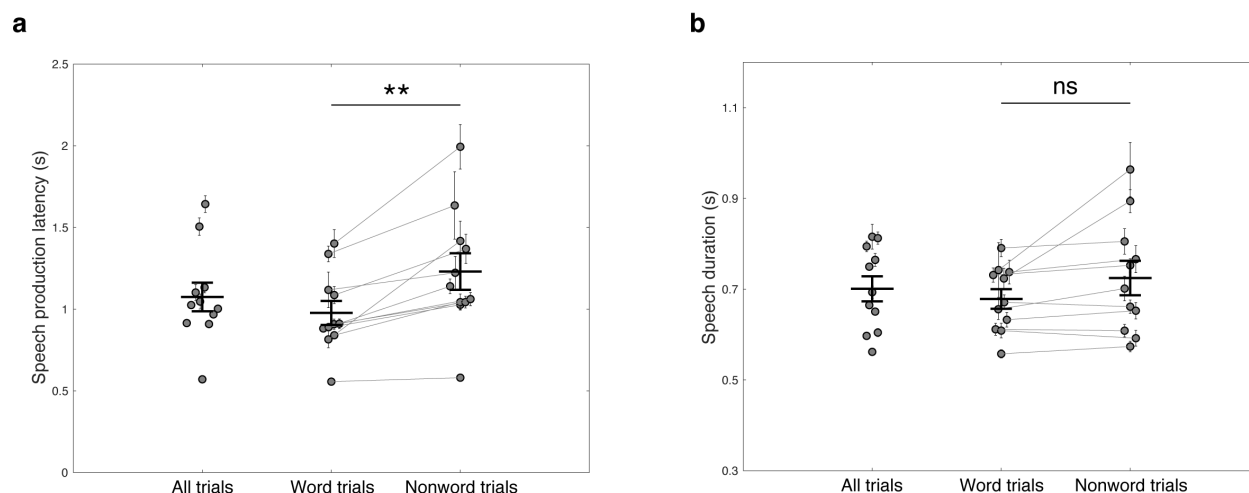 a
Speech production latency (s)
2.5
2
1.5
1
0.5
0
**
All trials
Word trials
Nonword trials
b
Speech duration (s)
1.1
0.9
0.7
0.5
0.3
ns
All trials
Word trials
Nonword trials